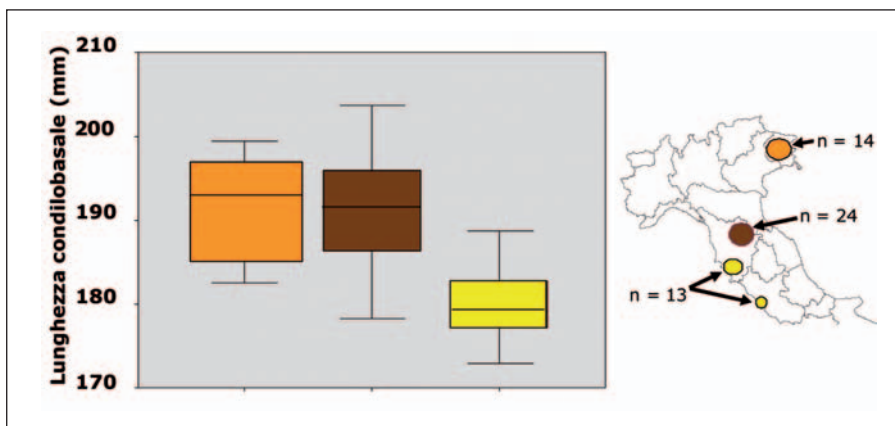 Lunghezza condilobasale (mm)
210
200
190
180
170
n = 14
n = 24
n = 13